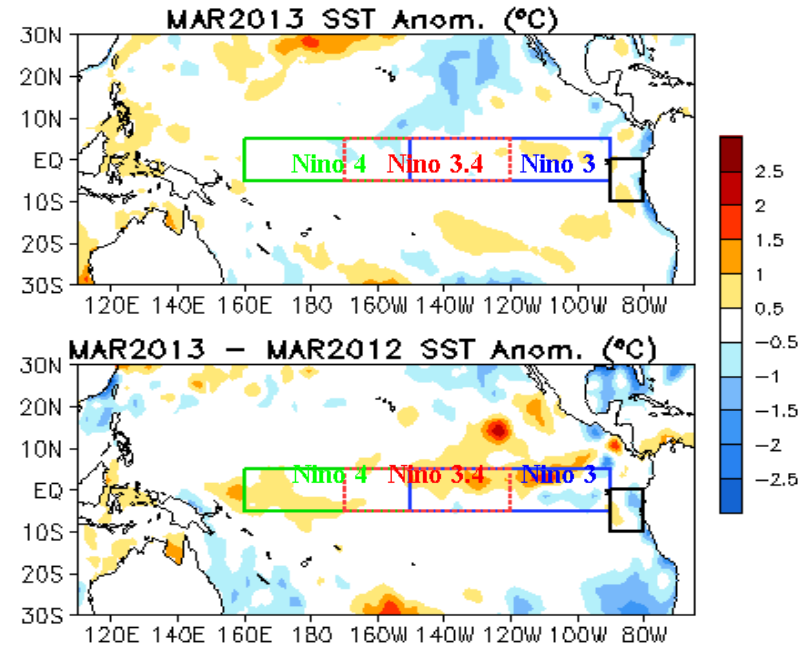 MAR2013 SST Anom. (°C)
30N
20N
10N
EQ
10S
20S
30S
Nino 4
Nino 3.4
Nino 3
120E 140E 160E 180 160W 140W 120W 100W 80W
MAR2013 – MAR2012 SST Anom. (°C)
30N
20N
10N
EQ
10S
20S
30S
Nino 4
Nino 3.4
Nino 3
120E 140E 160E 180 160W 140W 120W 100W 80W
2.5
2
1.5
1
0.5
-0.5
-1
-1.5
-2
-2.5